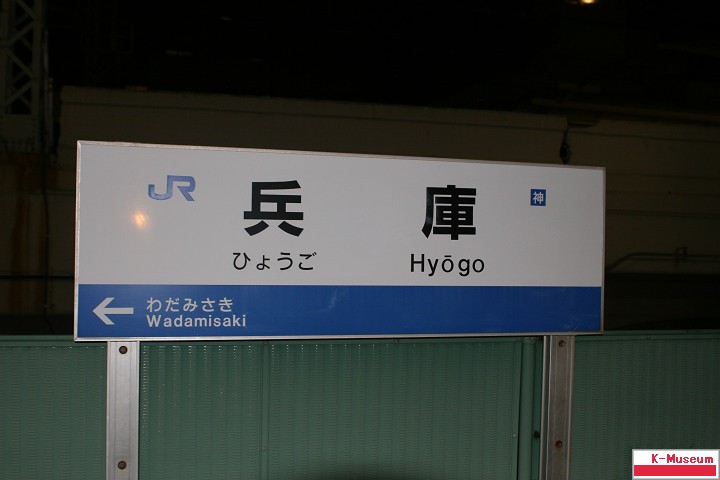 JR
兵庫
神
ひょうご
Hyōgo
わだみさき
Wadamisaki
K-Museum